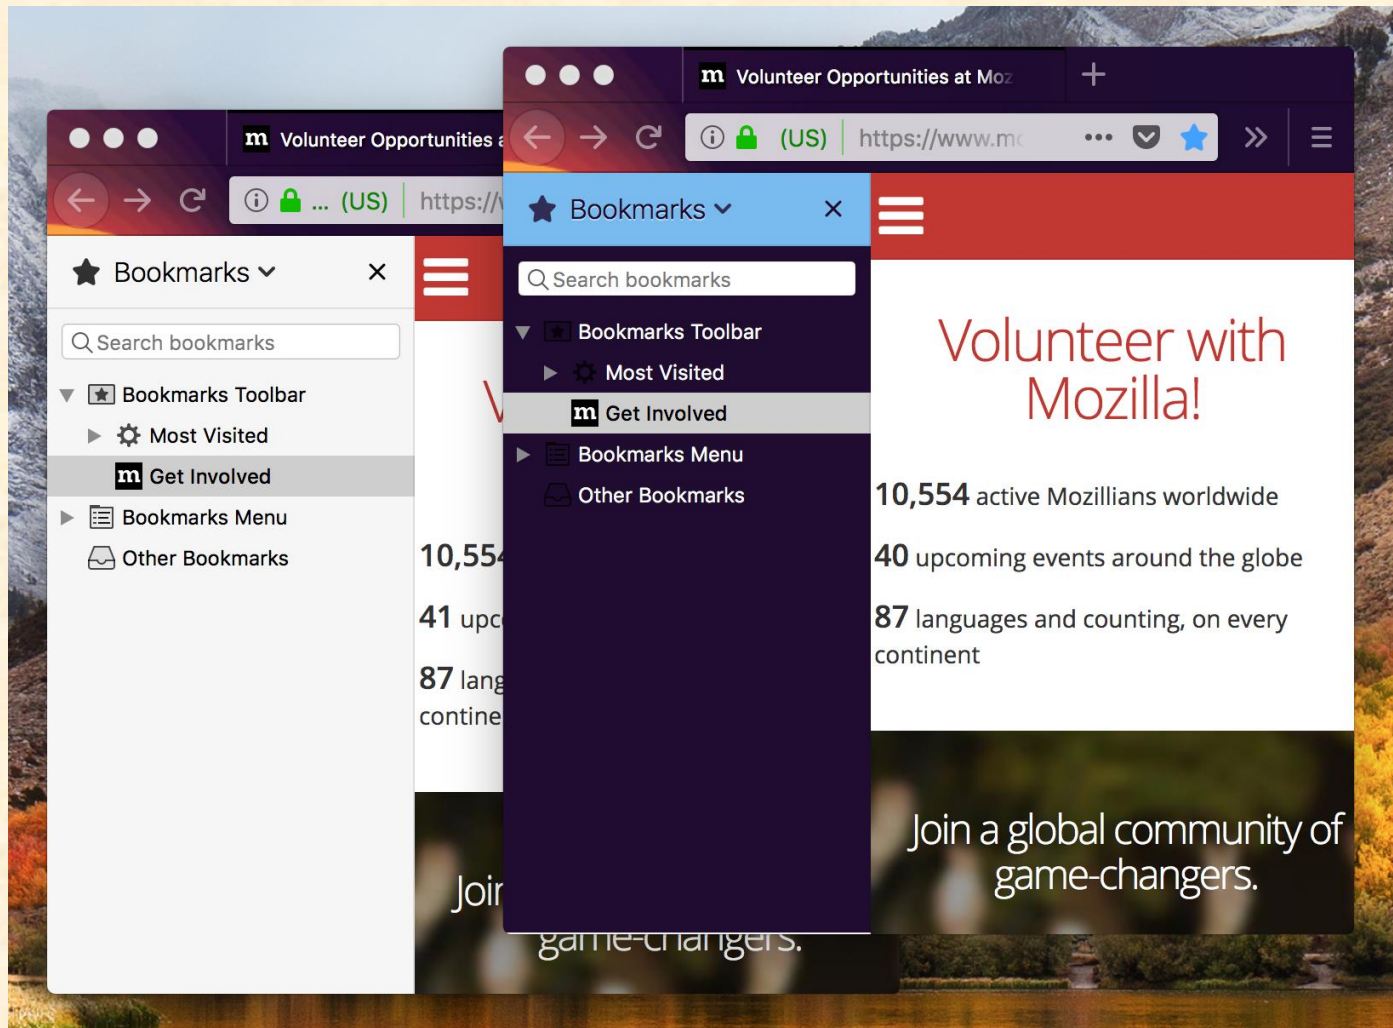 m Volunteer Opportunities a
... (US) https://
Bookmarks
Search bookmarks
Bookmarks Toolbar
Most Visited
m Get Involved
Bookmarks Menu
Other Bookmarks
V
10,554
41 upc
87 lang
contine
Join
game-changers.
m Volunteer Opportunities at Moz
(US) https://www.mo
Bookmarks
Search bookmarks
Bookmarks Toolbar
Most Visited
m Get Involved
Bookmarks Menu
Other Bookmarks
Volunteer with
Mozilla!
10,554 active Mozillians worldwide
40 upcoming events around the globe
87 languages and counting, on every
continent
Join a global community of
game-changers.